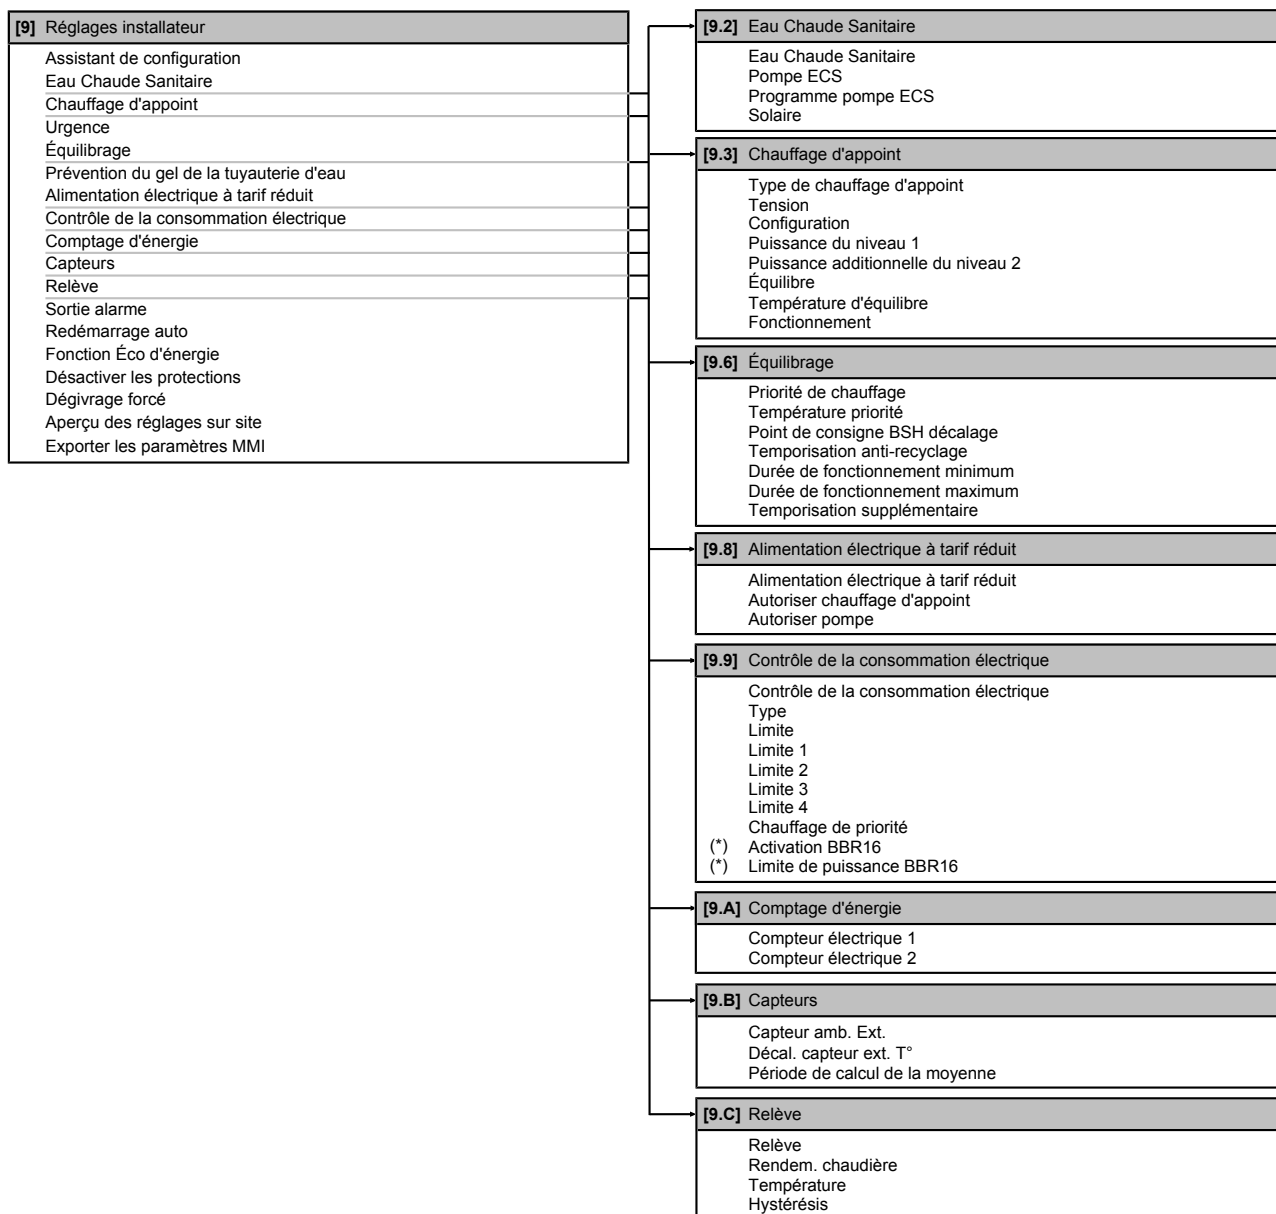 [9] Réglages installateur
Assistant de configuration
Eau Chaude Sanitaire
Chauffage d'appoint
Urgence
Équilibrage
Prévention du gel de la tuyauterie d'eau
Alimentation électrique à tarif réduit
Contrôle de la consommation électrique
Comptage d'énergie
Capteurs
Relève
Sortie alarme
Redémarrage auto
Fonction Éco d'énergie
Désactiver les protections
Dégivrage forcé
Aperçu des réglages sur site
Exporter les paramètres MMI
[9.2] Eau Chaude Sanitaire
Eau Chaude Sanitaire
Pompe ECS
Programme pompe ECS
Solaire
[9.3] Chauffage d'appoint
Type de chauffage d'appoint
Tension
Configuration
Puissance du niveau 1
Puissance additionnelle du niveau 2
Équilibre
Température d'équilibre
Fonctionnement
[9.6] Équilibrage
Priorité de chauffage
Température priorité
Point de consigne BSH décalage
Temporisation anti-recyclage
Durée de fonctionnement minimum
Durée de fonctionnement maximum
Temporisation supplémentaire
[9.8] Alimentation électrique à tarif réduit
Alimentation électrique à tarif réduit
Autoriser chauffage d'appoint
Autoriser pompe
[9.9] Contrôle de la consommation électrique
Contrôle de la consommation électrique
Type
Limite
Limite 1
Limite 2
Limite 3
Limite 4
Chauffage de priorité
(*) Activation BBR16
(*) Limite de puissance BBR16
[9.A] Comptage d'énergie
Compteur électrique 1
Compteur électrique 2
[9.B] Capteurs
Capteur amb. Ext.
Décal. capteur ext. T°
Période de calcul de la moyenne
[9.C] Relève
Relève
Rendem. chaudière
Température
Hystérésis